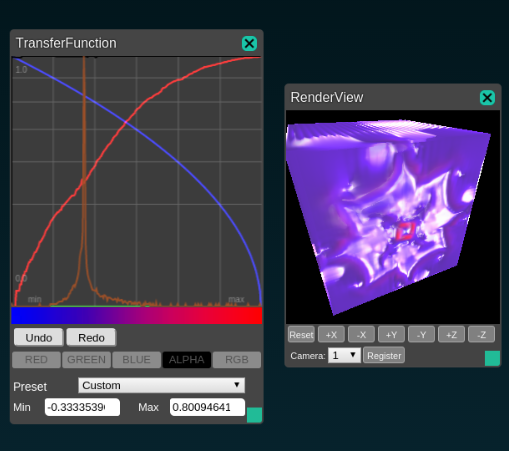 TransferFunction
1.0
0.0
min max
Undo Redo
RED GREEN BLUE ALPHA RGB
Preset Custom
Min -0.3333539 Max 0.80094641
RenderView
Reset +X -X +Y -Y +Z -Z
Camera: 1 Register